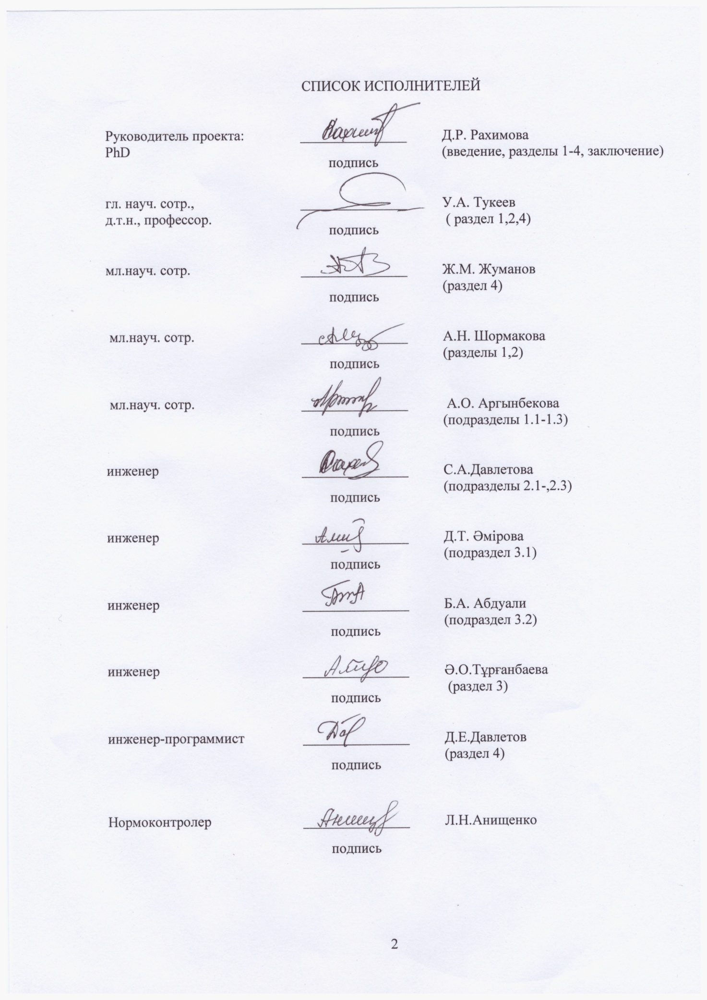 СПИСОК ИСПОЛНИТЕЛЕЙ
Руководитель проекта: Д.Р. Рахимова
PhD (введение, разделы 1-4, заключение)
подпись
гл. науч. сотр., У.А. Тукеев
д.т.н., профессор. ( раздел 1,2,4)
подпись
мл.науч. сотр. Ж.М. Жуманов
(раздел 4)
подпись
мл.науч. сотр. А.Н. Шормакова
(разделы 1,2)
подпись
мл.науч. сотр. А.О. Аргынбекова
(подразделы 1.1-1.3)
подпись
инженер С.А.Давлетова
(подразделы 2.1-,2.3)
подпись
инженер Д.Т. Әмірова
(подраздел 3.1)
подпись
инженер Б.А. Абдуали
(подраздел 3.2)
подпись
инженер Ә.О.Тұрғанбаева
(раздел 3)
подпись
инженер-программист Д.Е.Давлетов
(раздел 4)
подпись
Нормоконтролер Л.Н.Анищенко
подпись
2